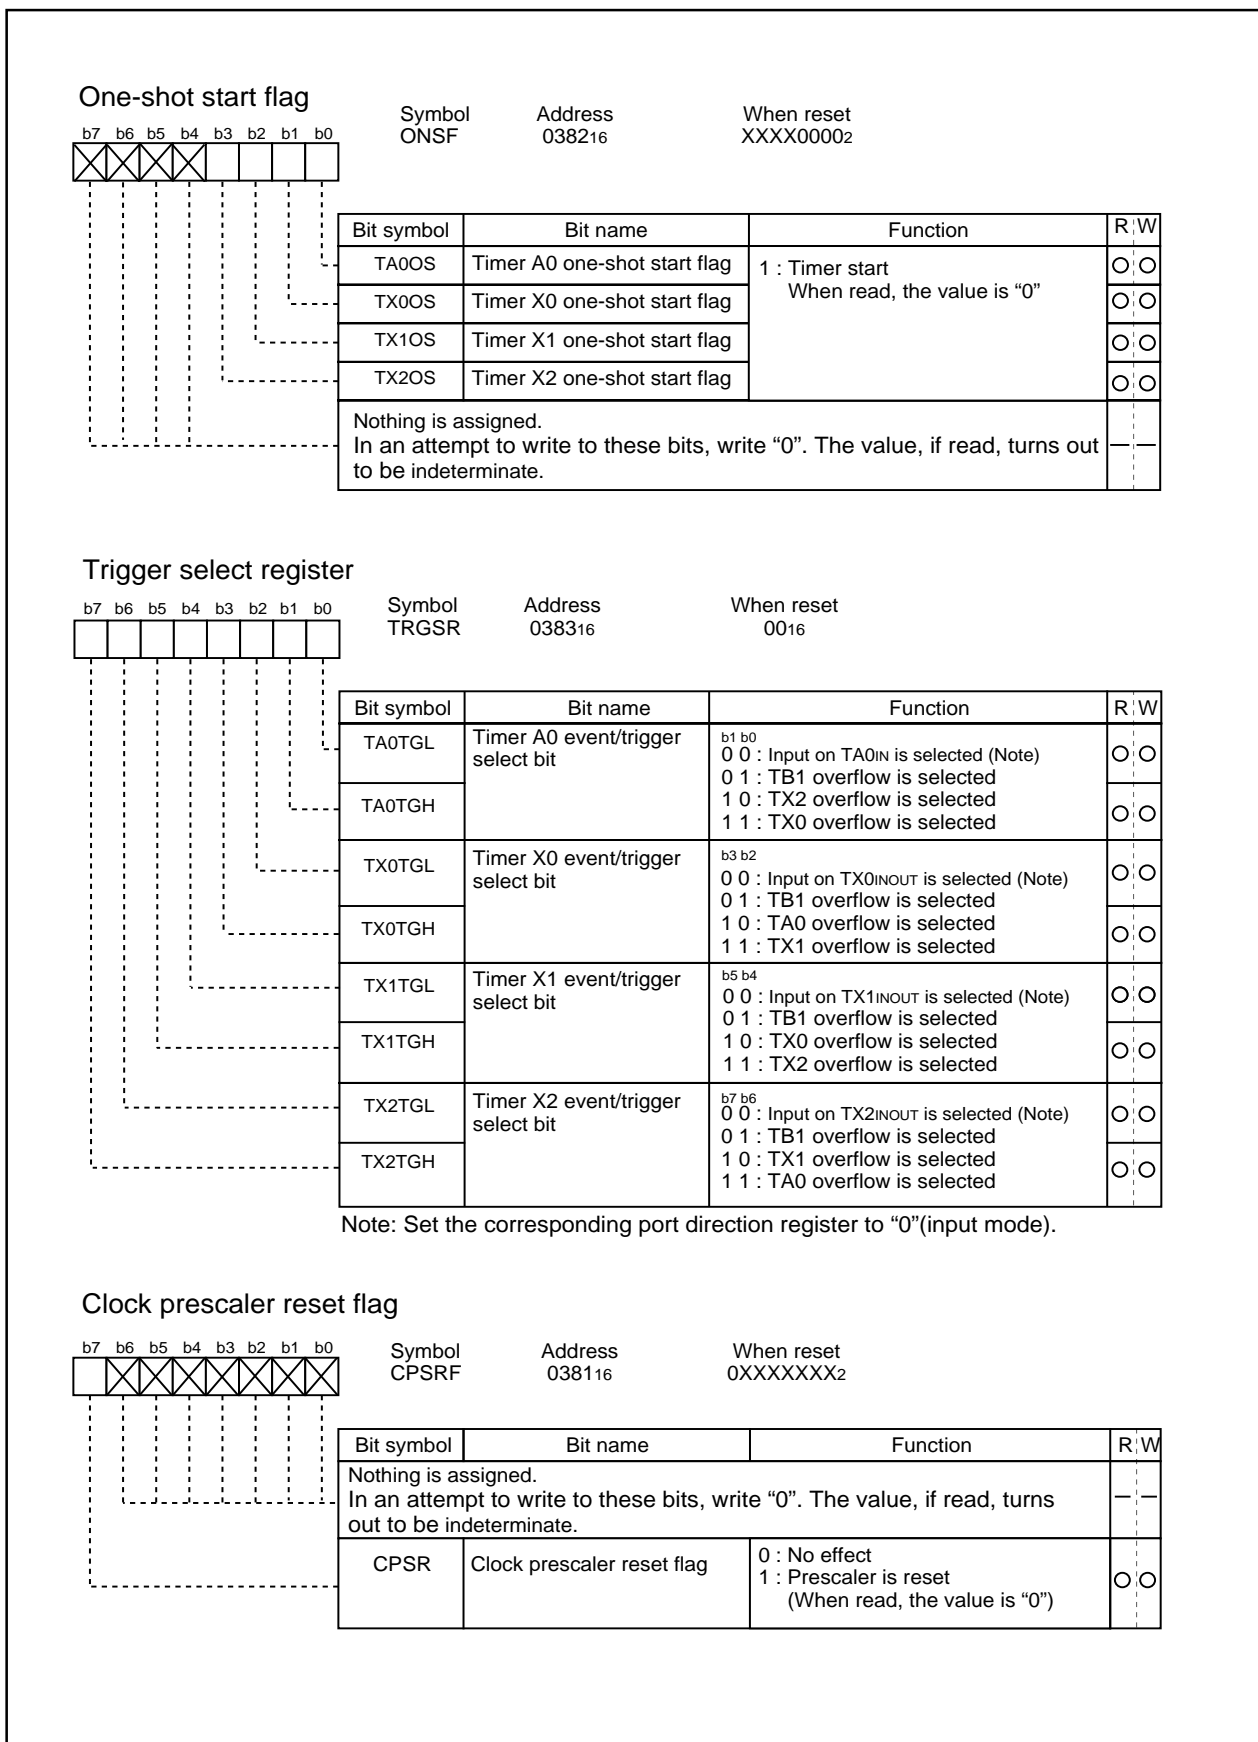 One-shot start flag
Symbol Address When reset
ONSF 038216 XXXX00002
b7 b6 b5 b4 b3 b2 b1 b0
Bit symbol Bit name Function R W
TA0OS Timer A0 one-shot start flag 1 : Timer start
When read, the value is “0”
TX0OS Timer X0 one-shot start flag
TX1OS Timer X1 one-shot start flag
TX2OS Timer X2 one-shot start flag
Nothing is assigned.
In an attempt to write to these bits, write “0”. The value, if read, turns out
to be indeterminate.
Trigger select register
b7 b6 b5 b4 b3 b2 b1 b0
Symbol Address When reset
TRGSR 038316 0016
Bit symbol Bit name Function R W
TA0TGL Timer A0 event/trigger
select bit
b1 b0
0 0 : Input on TA0IN is selected (Note)
0 1 : TB1 overflow is selected
TA0TGH 1 0 : TX2 overflow is selected
1 1 : TX0 overflow is selected
TX0TGL Timer X0 event/trigger
select bit
b3 b2
0 0 : Input on TX0INOUT is selected (Note)
0 1 : TB1 overflow is selected
TX0TGH 1 0 : TA0 overflow is selected
1 1 : TX1 overflow is selected
TX1TGL Timer X1 event/trigger
select bit
b5 b4
0 0 : Input on TX1INOUT is selected (Note)
0 1 : TB1 overflow is selected
TX1TGH 1 0 : TX0 overflow is selected
1 1 : TX2 overflow is selected
TX2TGL Timer X2 event/trigger
select bit
b7 b6
0 0 : Input on TX2INOUT is selected (Note)
0 1 : TB1 overflow is selected
TX2TGH 1 0 : TX1 overflow is selected
1 1 : TA0 overflow is selected
Note: Set the corresponding port direction register to “0”(input mode).
Clock prescaler reset flag
b7 b6 b5 b4 b3 b2 b1 b0
Symbol Address When reset
CPSRF 038116 0XXXXXXX2
Bit symbol Bit name Function R W
Nothing is assigned.
In an attempt to write to these bits, write “0”. The value, if read, turns
out to be indeterminate.
CPSR Clock prescaler reset flag 0 : No effect
1 : Prescaler is reset
(When read, the value is “0”)